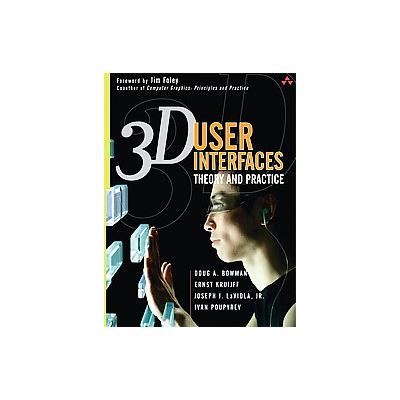 Foreword by Jim Foley
Coauthor of Computer Graphics: Principles and Practice
3D USER
INTERFACES
THEORY AND PRACTICE
DOUG A. BOWMAN
ERNST KRUIJFF
JOSEPH J. LaVIOLA, JR.
IVAN POUPYREV